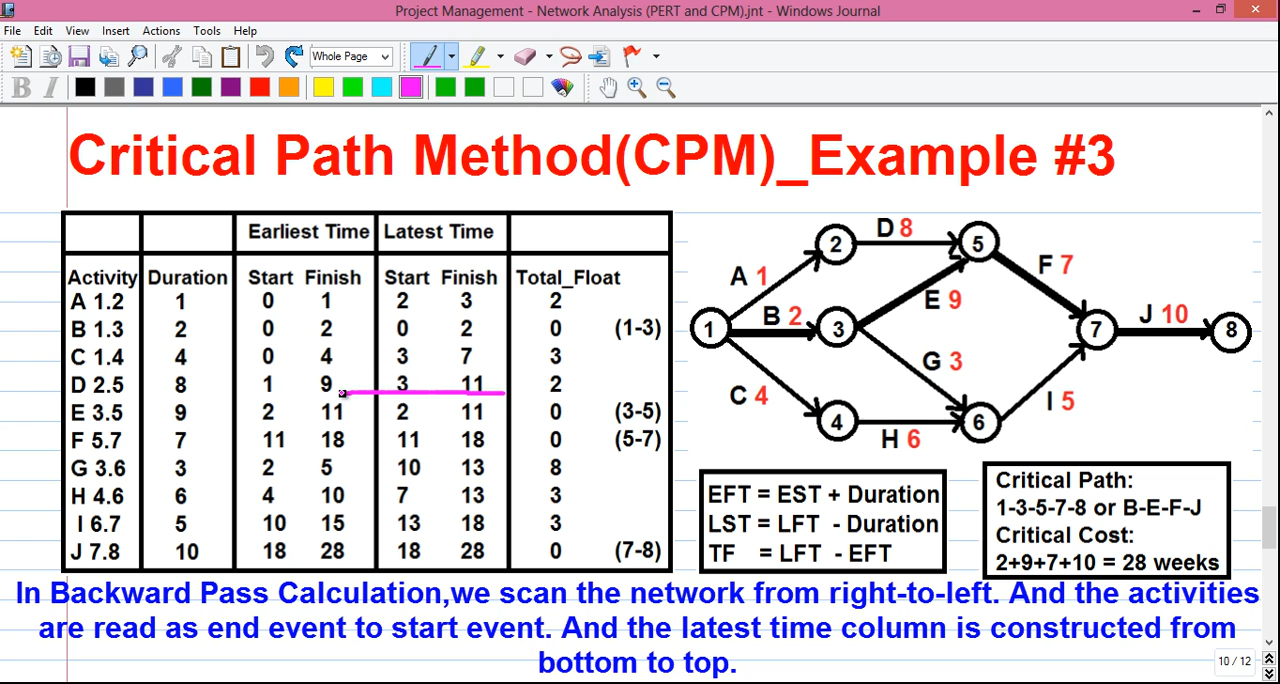 Project Management - Network Analysis (PERT and CPM).jnt - Windows Journal
File Edit View Insert Actions Tools Help
Whole Page
B I
Critical Path Method(CPM)_Example #3
Earliest Time Latest Time
Activity Duration Start Finish Start Finish Total_Float
A 1.2 1 0 1 2 3 2
B 1.3 2 0 2 0 2 0 (1-3)
C 1.4 4 0 4 3 7 3
D 2.5 8 1 9 3 11 2
E 3.5 9 2 11 2 11 0 (3-5)
F 5.7 7 11 18 11 18 0 (5-7)
G 3.6 3 2 5 10 13 8
H 4.6 6 4 10 7 13 3
I 6.7 5 10 15 13 18 3
J 7.8 10 18 28 18 28 0 (7-8)
D 8
2 5
A 1 F 7
E 9
B 2 J 10
1 3 7 8
G 3
C 4 I 5
4 6
H 6
EFT = EST + Duration
LST = LFT - Duration
TF = LFT - EFT
Critical Path:
1-3-5-7-8 or B-E-F-J
Critical Cost:
2+9+7+10 = 28 weeks
In Backward Pass Calculation,we scan the network from right-to-left. And the activities
are read as end event to start event. And the latest time column is constructed from
bottom to top.
10 / 12